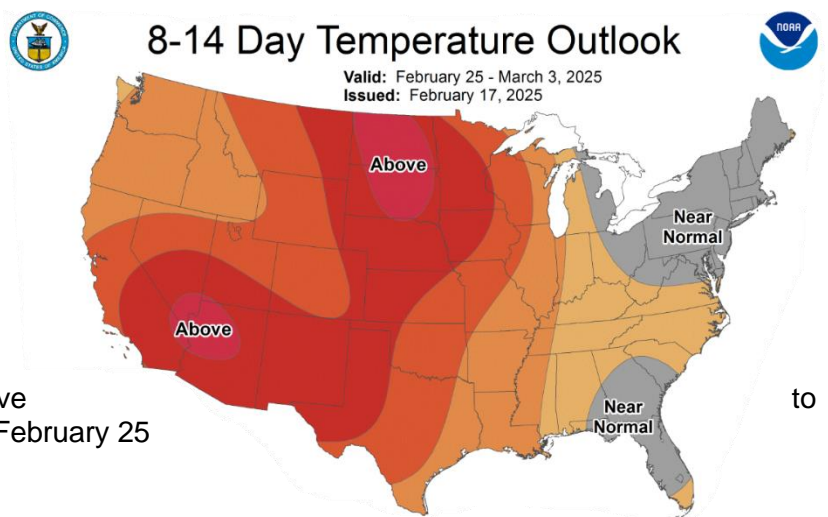 8-14 Day Temperature Outlook
Valid: February 25 - March 3, 2025
Issued: February 17, 2025
NOAA
Above
Near
Normal
Above
ve to
Near
Normal
February 25